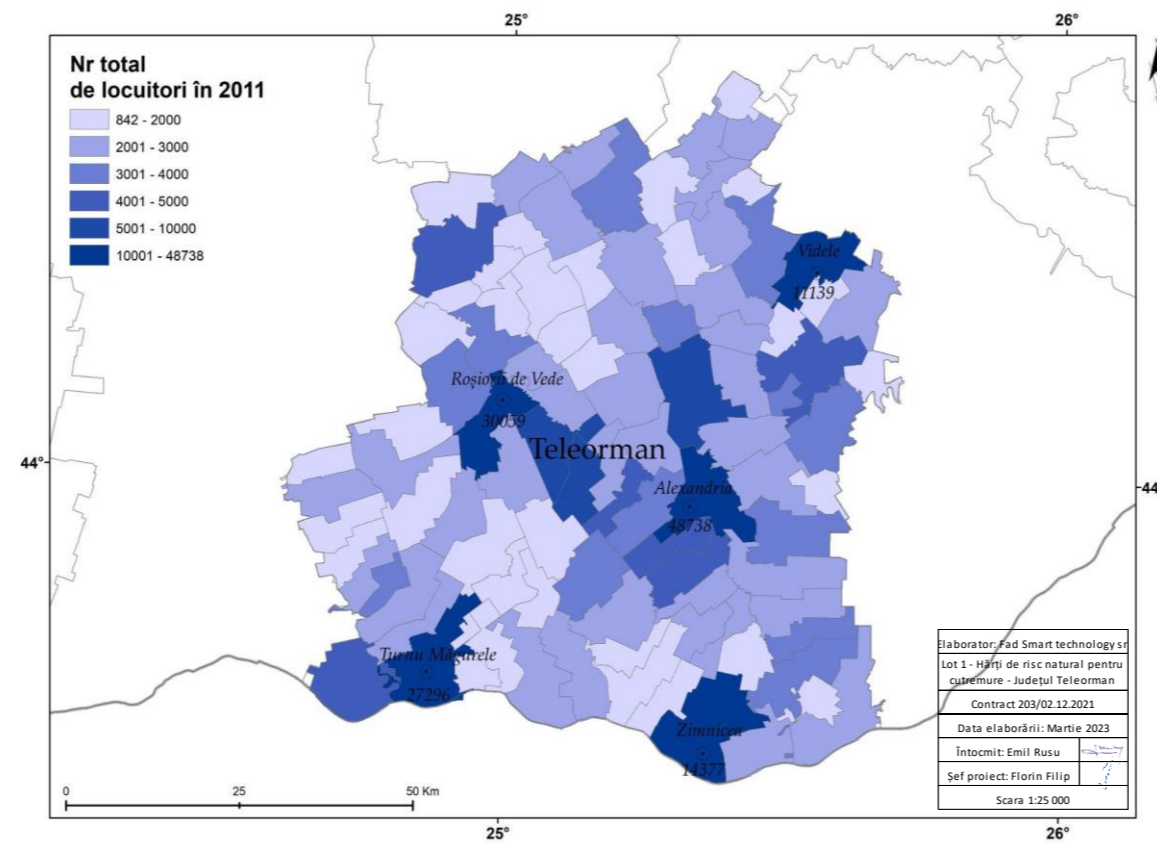 25°
26°
Nr total
de locuitori în 2011
842 - 2000
2001 - 3000
3001 - 4000
4001 - 5000
5001 - 10000
10001 - 48738
Videle
11139
Roșiorii de Vede
30059
Teleorman
44°
Alexandria
48738
44
Turnu Măgurele
27296
Zimnicea
14377
Elaborator: Fad Smart technology sr
Lot 1 - Hărți de risc natural pentru
cutremure - Județul Teleorman
Contract 203/02.12.2021
Data elaborării: Martie 2023
Întocmit: Emil Rusu
Șef proiect: Florin Filip
Scara 1:25 000
0
25
50 Km
25°
26°